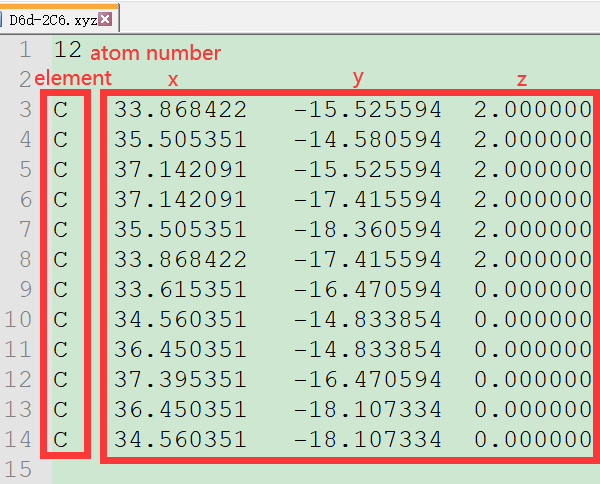 D6d-2C6.xyz
1 12 atom number
2 element x y z
3 C 33.868422 -15.525594 2.000000
4 C 35.505351 -14.580594 2.000000
5 C 37.142091 -15.525594 2.000000
6 C 37.142091 -17.415594 2.000000
7 C 35.505351 -18.360594 2.000000
8 C 33.868422 -17.415594 2.000000
9 C 33.615351 -16.470594 0.000000
10 C 34.560351 -14.833854 0.000000
11 C 36.450351 -14.833854 0.000000
12 C 37.395351 -16.470594 0.000000
13 C 36.450351 -18.107334 0.000000
14 C 34.560351 -18.107334 0.000000
15